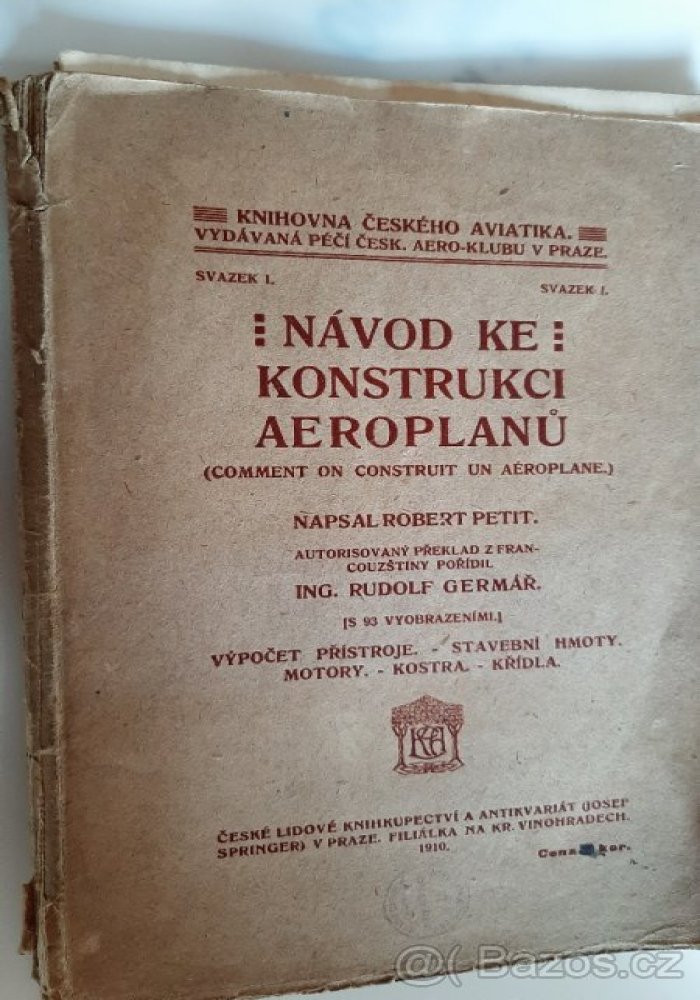 KNIHOVNA ČESKÉHO AVIATIKA.
VYDÁVANÁ PÉČÍ ČESK. AERO-KLUBU V PRAZE.
SVAZEK I. SVAZEK I.
NÁVOD KE
KONSTRUKCI
AEROPLANŮ
(COMMENT ON CONSTRUIT UN AÉROPLANE.)
NAPSAL ROBERT PETIT.
AUTORISOVANÝ PŘEKLAD Z FRAN-
COUZŠTINY POŘÍDIL
ING. RUDOLF GERMÁŘ.
[S 93 VYOBRAZENÍMI.]
VÝPOČET PŘÍSTROJE. - STAVEBNÍ HMOTY.
MOTORY. - KOSTRA. - KŘÍDLA.
ČESKÉ LIDOVÉ KNIHKUPECTVÍ A ANTIKVARIÁT (JOSEF
SPRINGER) V PRAZE. FILIÁLKA NA KR. VINOHRADECH.
1910.
Cena kor.
Bazos.cz